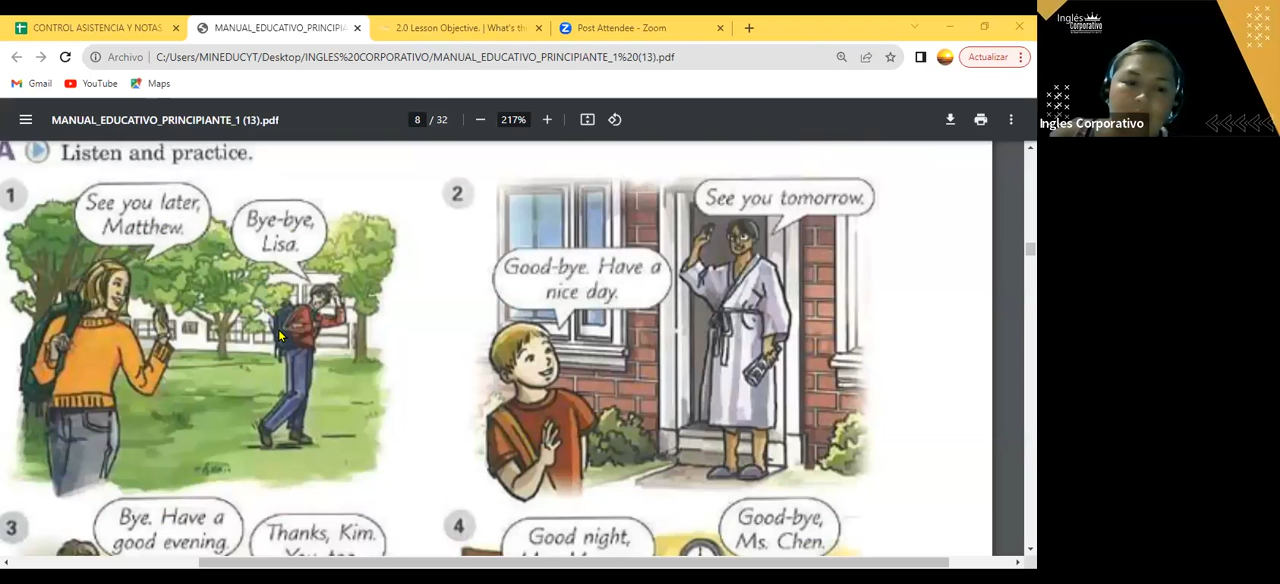 CONTROL ASISTENCIA Y NOTAS
MANUAL_EDUCATIVO_PRINCIPIA
2.0 Lesson Objective. | What's th
Post Attendee - Zoom
Archivo
C:/Users/MINEDUCYT/Desktop/INGLES%20CORPORATIVO/MANUAL_EDUCATIVO_PRINCIPIANTE_1%20(13).pdf
Actualizar
Gmail
YouTube
Maps
MANUAL_EDUCATIVO_PRINCIPIANTE_1 (13).pdf
8 / 32
217%
A Listen and practice.
1
See you later,
Matthew.
Bye-bye,
Lisa.
2
See you tomorrow.
Good-bye. Have a
nice day.
3
Bye. Have a
good evening.
Thanks, Kim.
You too.
4
Good night,
Good-bye,
Ms. Chen.
Inglés
Corporativo
Ingles Corporativo